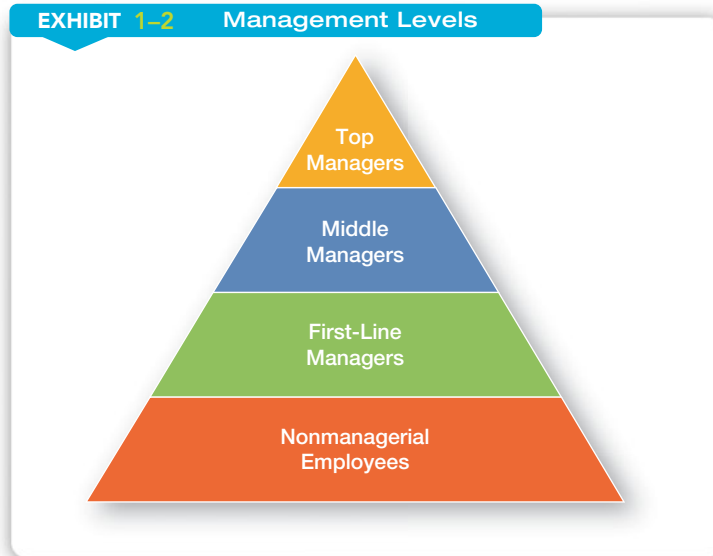 EXHIBIT 1–2 Management Levels
Top
Managers
Middle
Managers
First-Line
Managers
Nonmanagerial
Employees